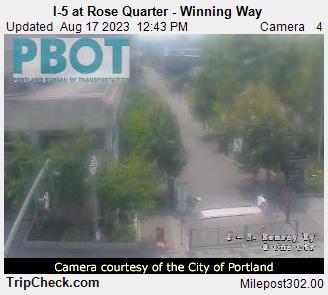 I-5 at Rose Quarter - Winning Way
Updated Aug 17 2023 12:43 PM Camera 4
PBOT
PORTLAND BUREAU OF TRANSPORTATION
Camera courtesy of the City of Portland
TripCheck.com Milepost302.00